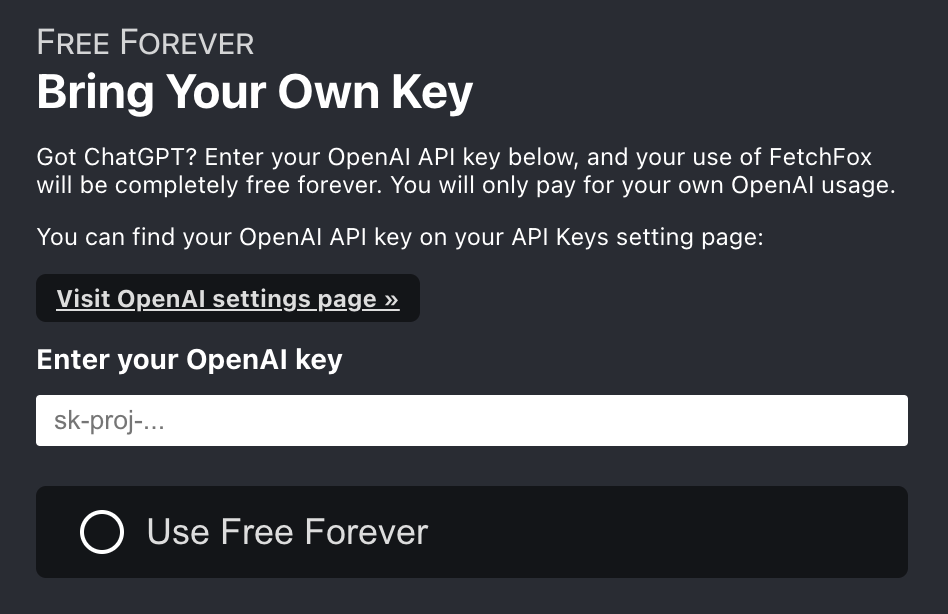 FREE FOREVER
Bring Your Own Key
Got ChatGPT? Enter your OpenAI API key below, and your use of FetchFox
will be completely free forever. You will only pay for your own OpenAI usage.
You can find your OpenAI API key on your API Keys setting page:
Visit OpenAI settings page »
Enter your OpenAI key
sk-proj-...
Use Free Forever